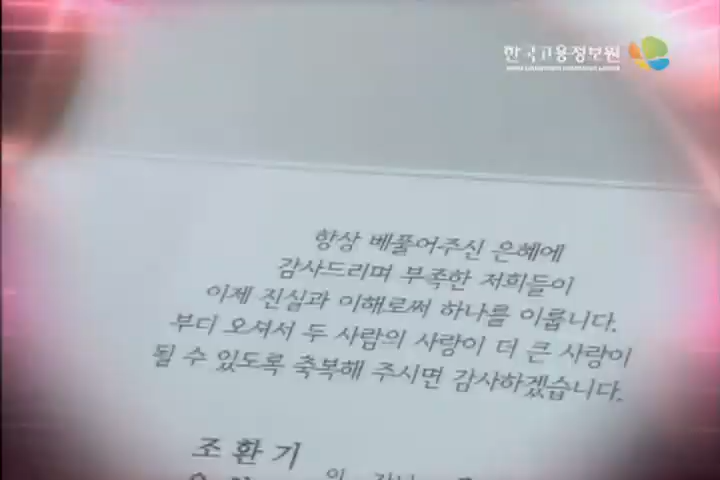 한국고용정보원
항상 베풀어주신 은혜에
감사드리며 부족한 저희들이
이제 진실과 이해로써 하나를 이룹니다.
부디 오셔서 두 사람의 사랑이 더 큰 사랑이
될 수 있도록 축복해 주시면 감사하겠습니다.
조환기